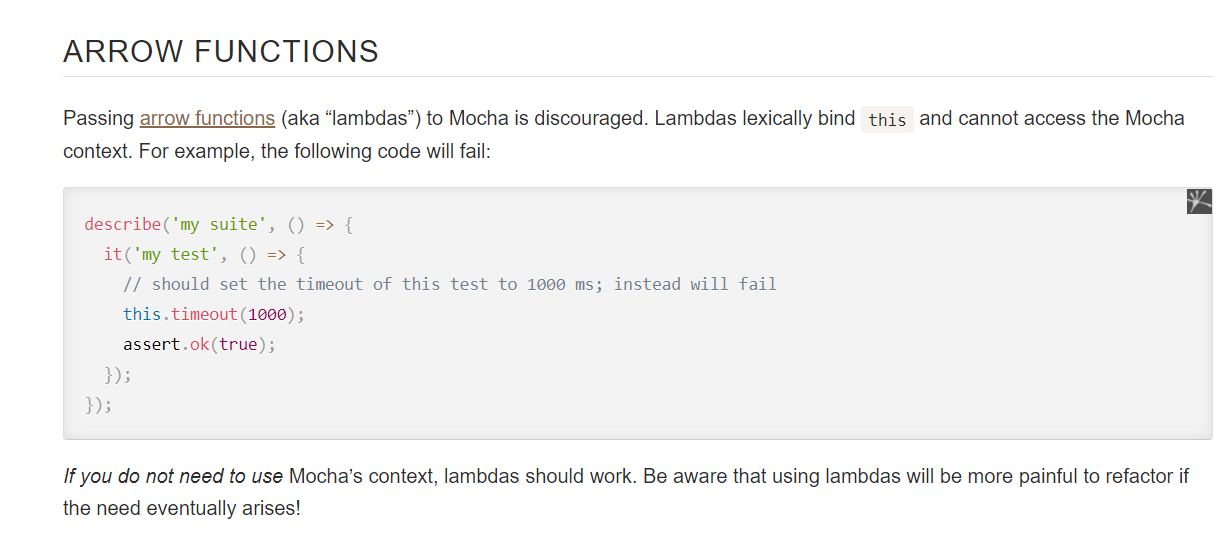 ARROW FUNCTIONS
Passing arrow functions (aka “lambdas”) to Mocha is discouraged. Lambdas lexically bind this and cannot access the Mocha
context. For example, the following code will fail:
describe('my suite', () => {
  it('my test', () => {
    // should set the timeout of this test to 1000 ms; instead will fail
    this.timeout(1000);
    assert.ok(true);
  });
});
If you do not need to use Mocha’s context, lambdas should work. Be aware that using lambdas will be more painful to refactor if
the need eventually arises!